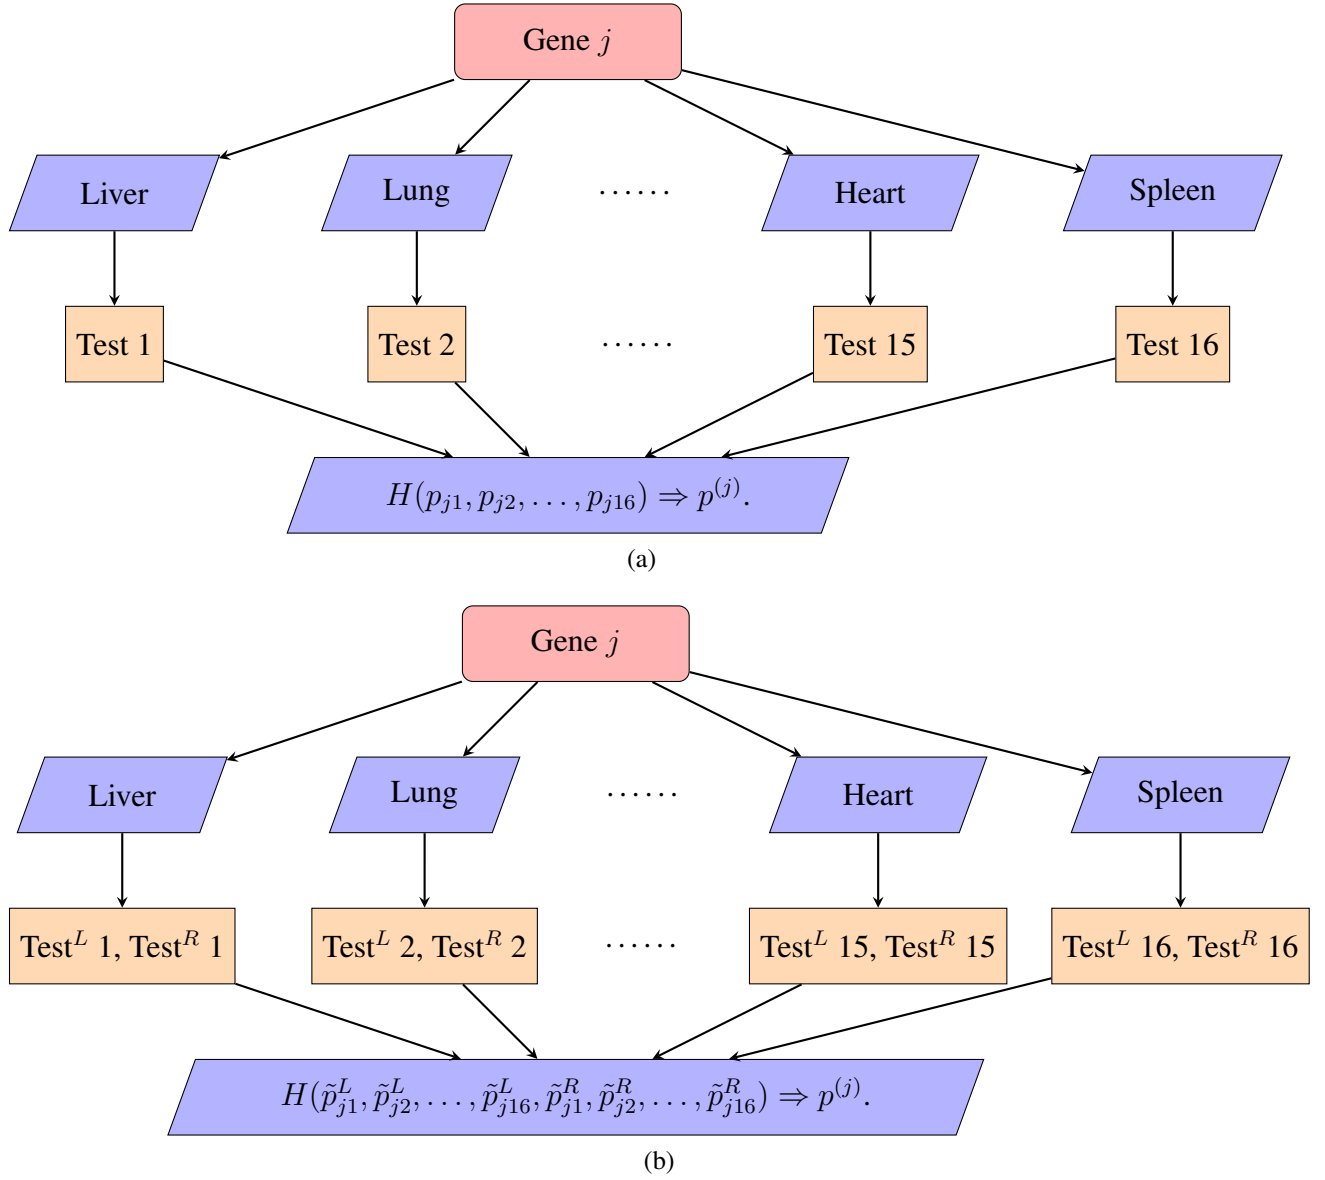 Gene j
Liver Lung ······ Heart Spleen
Test 1 Test 2 ······ Test 15 Test 16
H(p_{j1}, p_{j2}, . . . , p_{j16}) ⇒ p^{(j)}.
(a)
Gene j
Liver Lung ······ Heart Spleen
Test^L 1, Test^R 1 Test^L 2, Test^R 2 ······ Test^L 15, Test^R 15 Test^L 16, Test^R 16
H(p̃^L_{j1}, p̃^L_{j2}, . . . , p̃^L_{j16}, p̃^R_{j1}, p̃^R_{j2}, . . . , p̃^R_{j16}) ⇒ p^{(j)}.
(b)